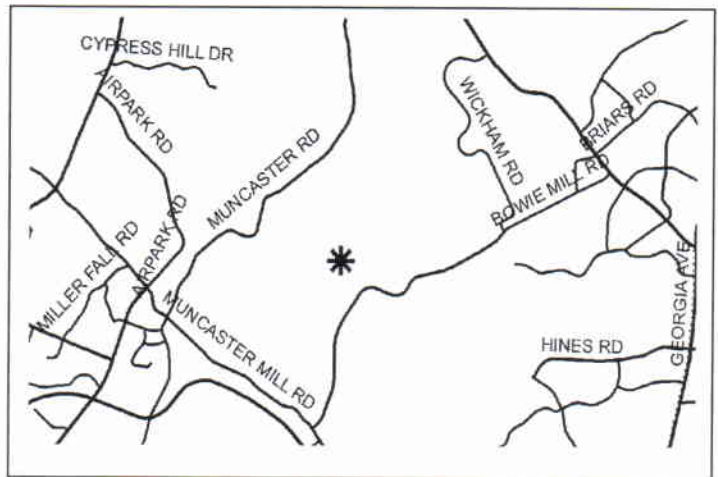 CYPRESS HILL DR
AIRPARK RD
MUNCASTER RD
WICKHAM RD
BRIARS RD
BOWIE MILL RD
AIRPARK RD
MILLER FALL RD
MUNCASTER MILL RD
GEORGIA AVE
HINES RD